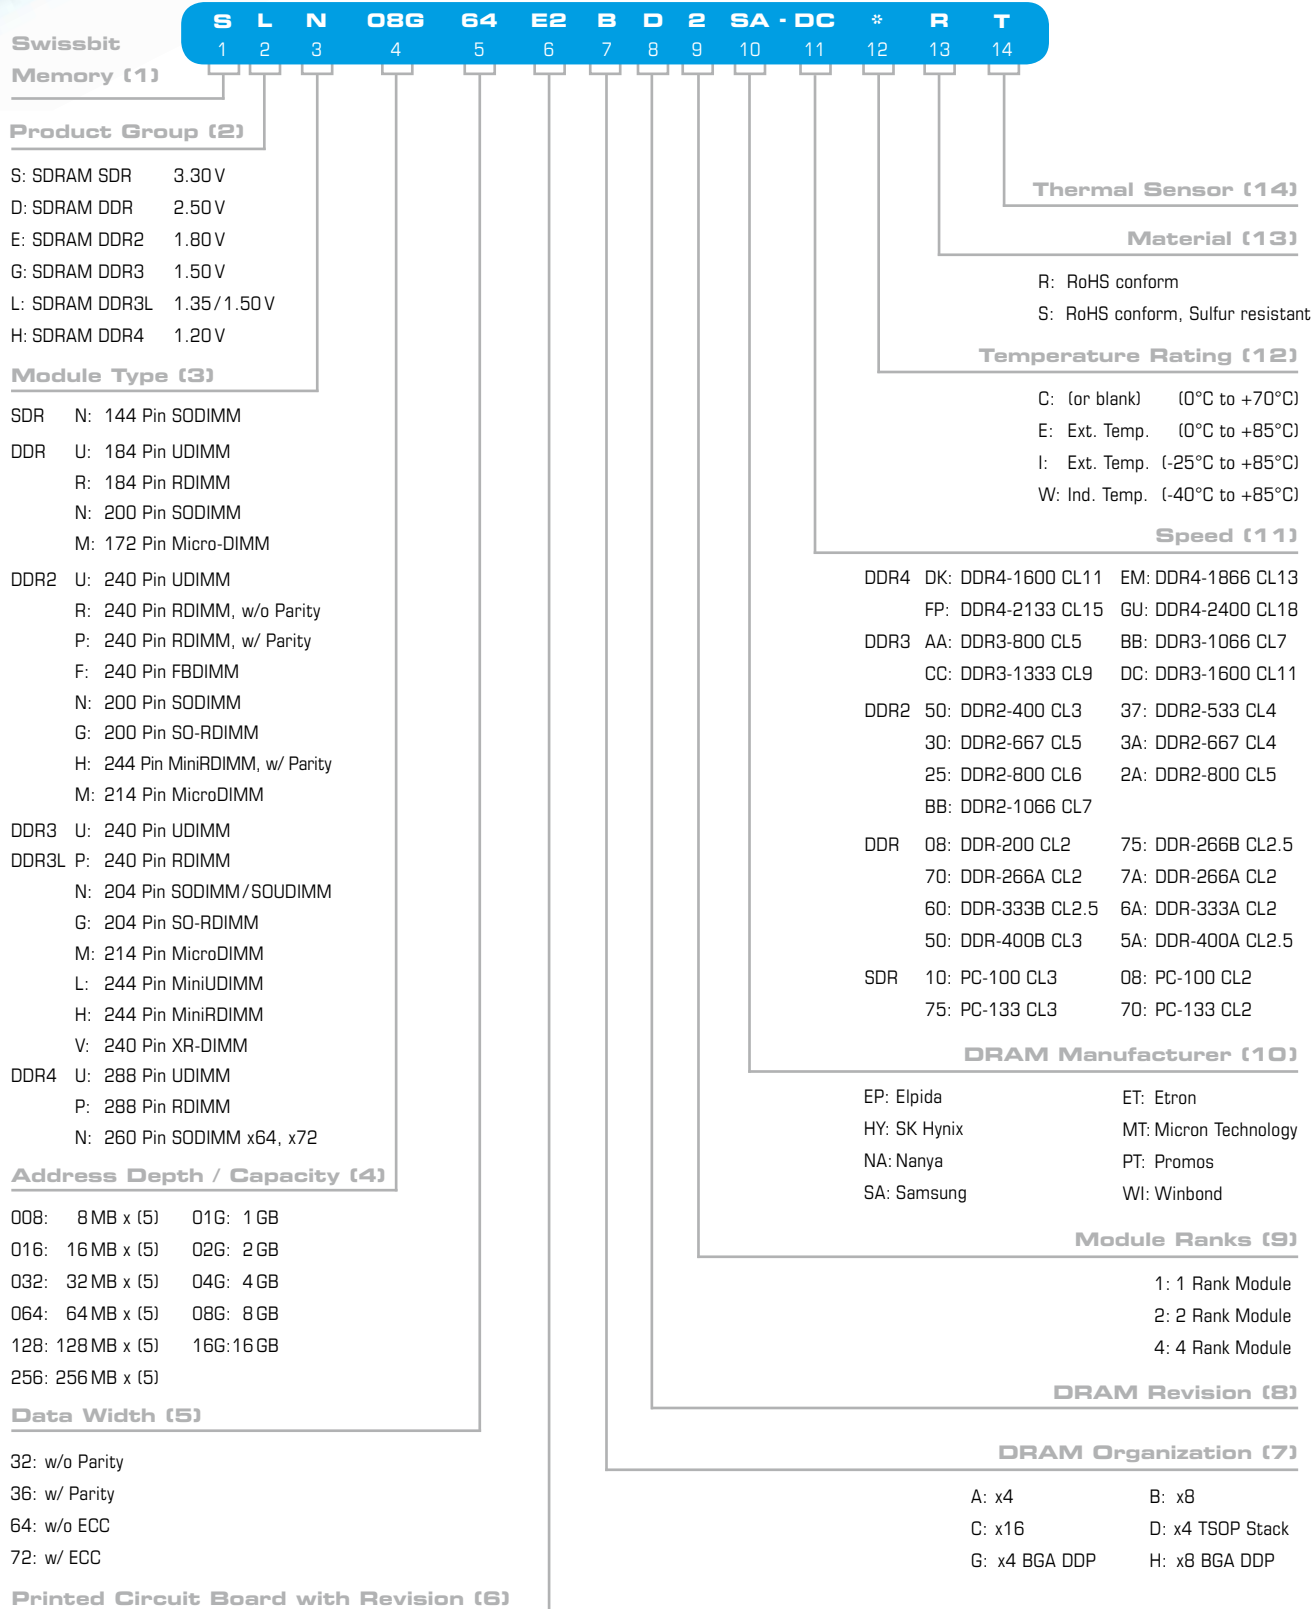 S L N 08G 64 E2 B D 2 SA - DC * R T
1 2 3 4 5 6 7 8 9 10 11 12 13 14
Swissbit
Memory (1)
Product Group (2)
S: SDRAM SDR 3.30 V
D: SDRAM DDR 2.50 V
E: SDRAM DDR2 1.80 V
G: SDRAM DDR3 1.50 V
L: SDRAM DDR3L 1.35/1.50 V
H: SDRAM DDR4 1.20 V
Module Type (3)
SDR N: 144 Pin SODIMM
DDR U: 184 Pin UDIMM
R: 184 Pin RDIMM
N: 200 Pin SODIMM
M: 172 Pin Micro-DIMM
DDR2 U: 240 Pin UDIMM
R: 240 Pin RDIMM, w/o Parity
P: 240 Pin RDIMM, w/ Parity
F: 240 Pin FBDIMM
N: 200 Pin SODIMM
G: 200 Pin SO-RDIMM
H: 244 Pin MiniRDIMM, w/ Parity
M: 214 Pin MicroDIMM
DDR3 U: 240 Pin UDIMM
DDR3L P: 240 Pin RDIMM
N: 204 Pin SODIMM/SOUDIMM
G: 204 Pin SO-RDIMM
M: 214 Pin MicroDIMM
L: 244 Pin MiniUDIMM
H: 244 Pin MiniRDIMM
V: 240 Pin XR-DIMM
DDR4 U: 288 Pin UDIMM
P: 288 Pin RDIMM
N: 260 Pin SODIMM x64, x72
Address Depth / Capacity (4)
008: 8 MB x (5) 01G: 1 GB
016: 16 MB x (5) 02G: 2 GB
032: 32 MB x (5) 04G: 4 GB
064: 64 MB x (5) 08G: 8 GB
128: 128 MB x (5) 16G: 16 GB
256: 256 MB x (5)
Data Width (5)
32: w/o Parity
36: w/ Parity
64: w/o ECC
72: w/ ECC
Printed Circuit Board with Revision (6)
Thermal Sensor (14)
Material (13)
R: RoHS conform
S: RoHS conform, Sulfur resistant
Temperature Rating (12)
C: (or blank) (0°C to +70°C)
E: Ext. Temp. (0°C to +85°C)
I: Ext. Temp. (-25°C to +85°C)
W: Ind. Temp. (-40°C to +85°C)
Speed (11)
DDR4 DK: DDR4-1600 CL11 EM: DDR4-1866 CL13
FP: DDR4-2133 CL15 GU: DDR4-2400 CL18
DDR3 AA: DDR3-800 CL5 BB: DDR3-1066 CL7
CC: DDR3-1333 CL9 DC: DDR3-1600 CL11
DDR2 50: DDR2-400 CL3 37: DDR2-533 CL4
30: DDR2-667 CL5 3A: DDR2-667 CL4
25: DDR2-800 CL6 2A: DDR2-800 CL5
BB: DDR2-1066 CL7
DDR 08: DDR-200 CL2 75: DDR-266B CL2.5
70: DDR-266A CL2 7A: DDR-266A CL2
60: DDR-333B CL2.5 6A: DDR-333A CL2
50: DDR-400B CL3 5A: DDR-400A CL2.5
SDR 10: PC-100 CL3 08: PC-100 CL2
75: PC-133 CL3 70: PC-133 CL2
DRAM Manufacturer (10)
EP: Elpida ET: Etron
HY: SK Hynix MT: Micron Technology
NA: Nanya PT: Promos
SA: Samsung WI: Winbond
Module Ranks (9)
1: 1 Rank Module
2: 2 Rank Module
4: 4 Rank Module
DRAM Revision (8)
DRAM Organization (7)
A: x4 B: x8
C: x16 D: x4 TSOP Stack
G: x4 BGA DDP H: x8 BGA DDP